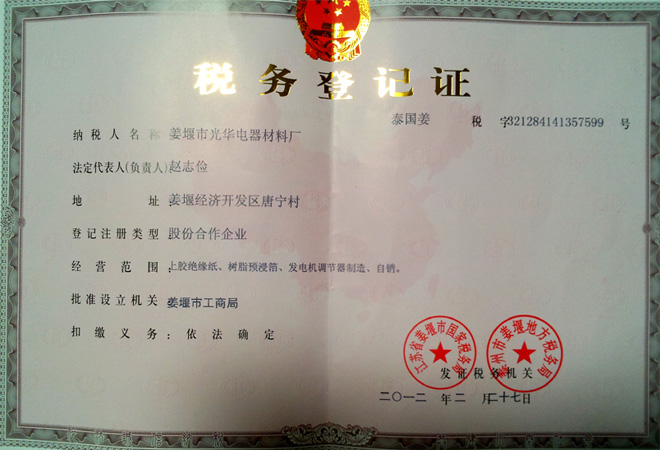 税务登记证
泰国姜 税 字321284141357599 号
纳税人名称 姜堰市光华电器材料厂
法定代表人(负责人) 赵志俭
地 址 姜堰经济开发区唐宁村
登记注册类型 股份合作企业
经营范围 上胶绝缘纸、树脂预浸箔、发电机调节器制造、自销。
批准设立机关 姜堰市工商局
扣缴义务:依法确定
江苏省姜堰市国家税务局
泰州市姜堰地方税务局
发证税务机关
二〇一二 年 二 月 二十七日